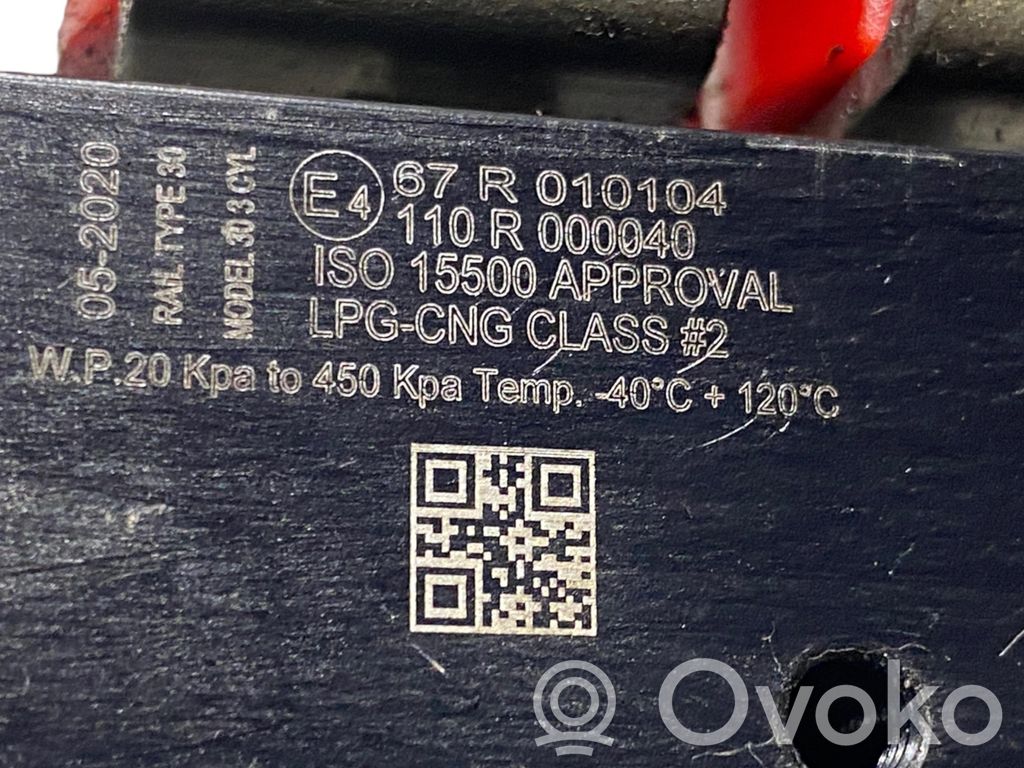 05-2020
RAIL TYPE 30
MODEL 30 3 CYL
E4 67 R 010104
110 R 000040
ISO 15500 APPROVAL
LPG-CNG CLASS #2
W.P.20 Kpa to 450 Kpa Temp. -40°C + 120°C
Ovoko